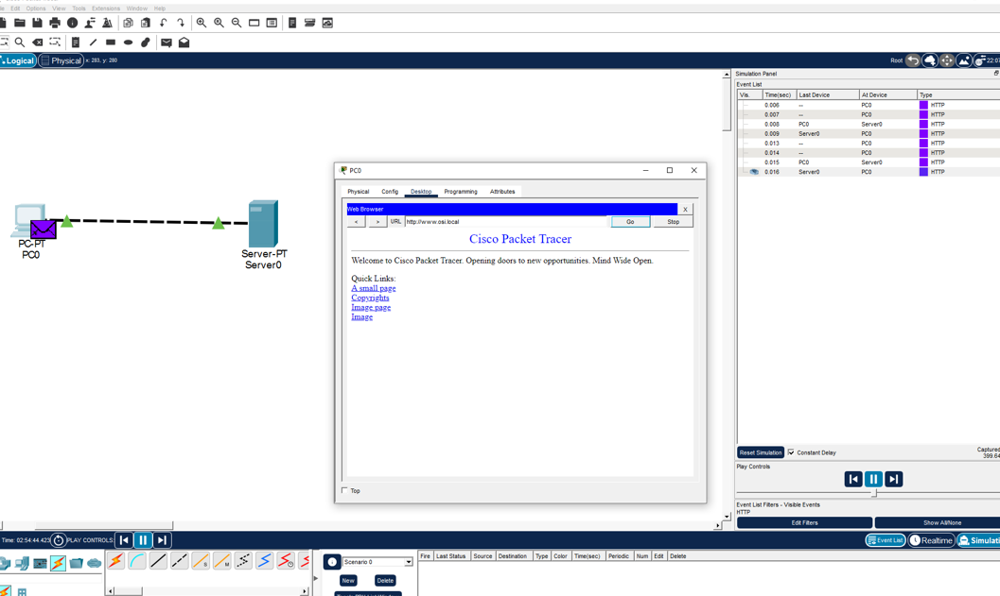 Edit Options View Tools Extensions Window Help
Logical Physical x: 283, y: 280 Root
PC-PT
PC0
Server-PT
Server0
PC0
Physical Config Desktop Programming Attributes
Web Browser X
< > URL http://www.osi.local Go Stop
Cisco Packet Tracer
Welcome to Cisco Packet Tracer. Opening doors to new opportunities. Mind Wide Open.
Quick Links:
A small page
Copyrights
Image page
Image
Top
Simulation Panel
Event List
Vis. Time(sec) Last Device At Device Type
0.006 -- PC0 HTTP
0.007 -- PC0 HTTP
0.008 PC0 Server0 HTTP
0.009 Server0 PC0 HTTP
0.013 -- PC0 HTTP
0.014 -- PC0 HTTP
0.015 PC0 Server0 HTTP
0.016 Server0 PC0 HTTP
Reset Simulation Constant Delay Captured
399.64
Play Controls
Event List Filters - Visible Events
HTTP
Edit Filters Show All/None
Time: 02:54:44.423 PLAY CONTROLS: Event List Realtime Simulati
Scenario 0
New Delete
Fire Last Status Source Destination Type Color Time(sec) Periodic Num Edit Delete